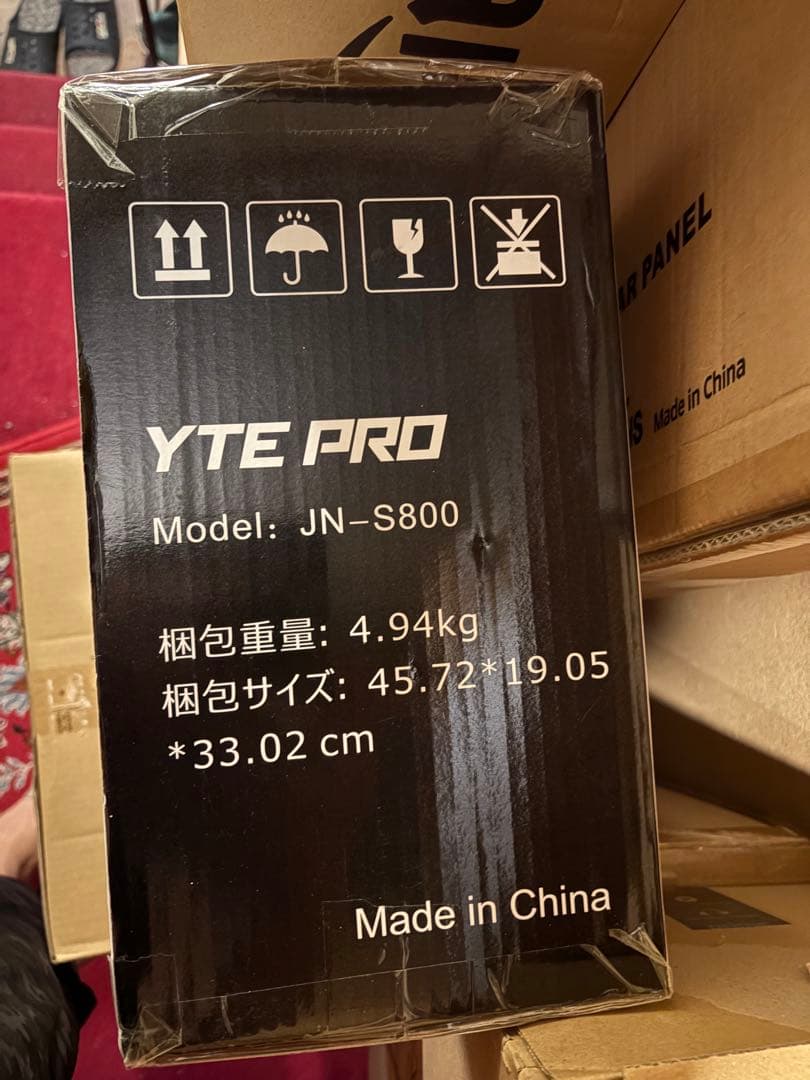 YTE PRO
Model: JN-S800
梱包重量: 4.94kg
梱包サイズ: 45.72*19.05
*33.02 cm
Made in China
PANEL
Made in China